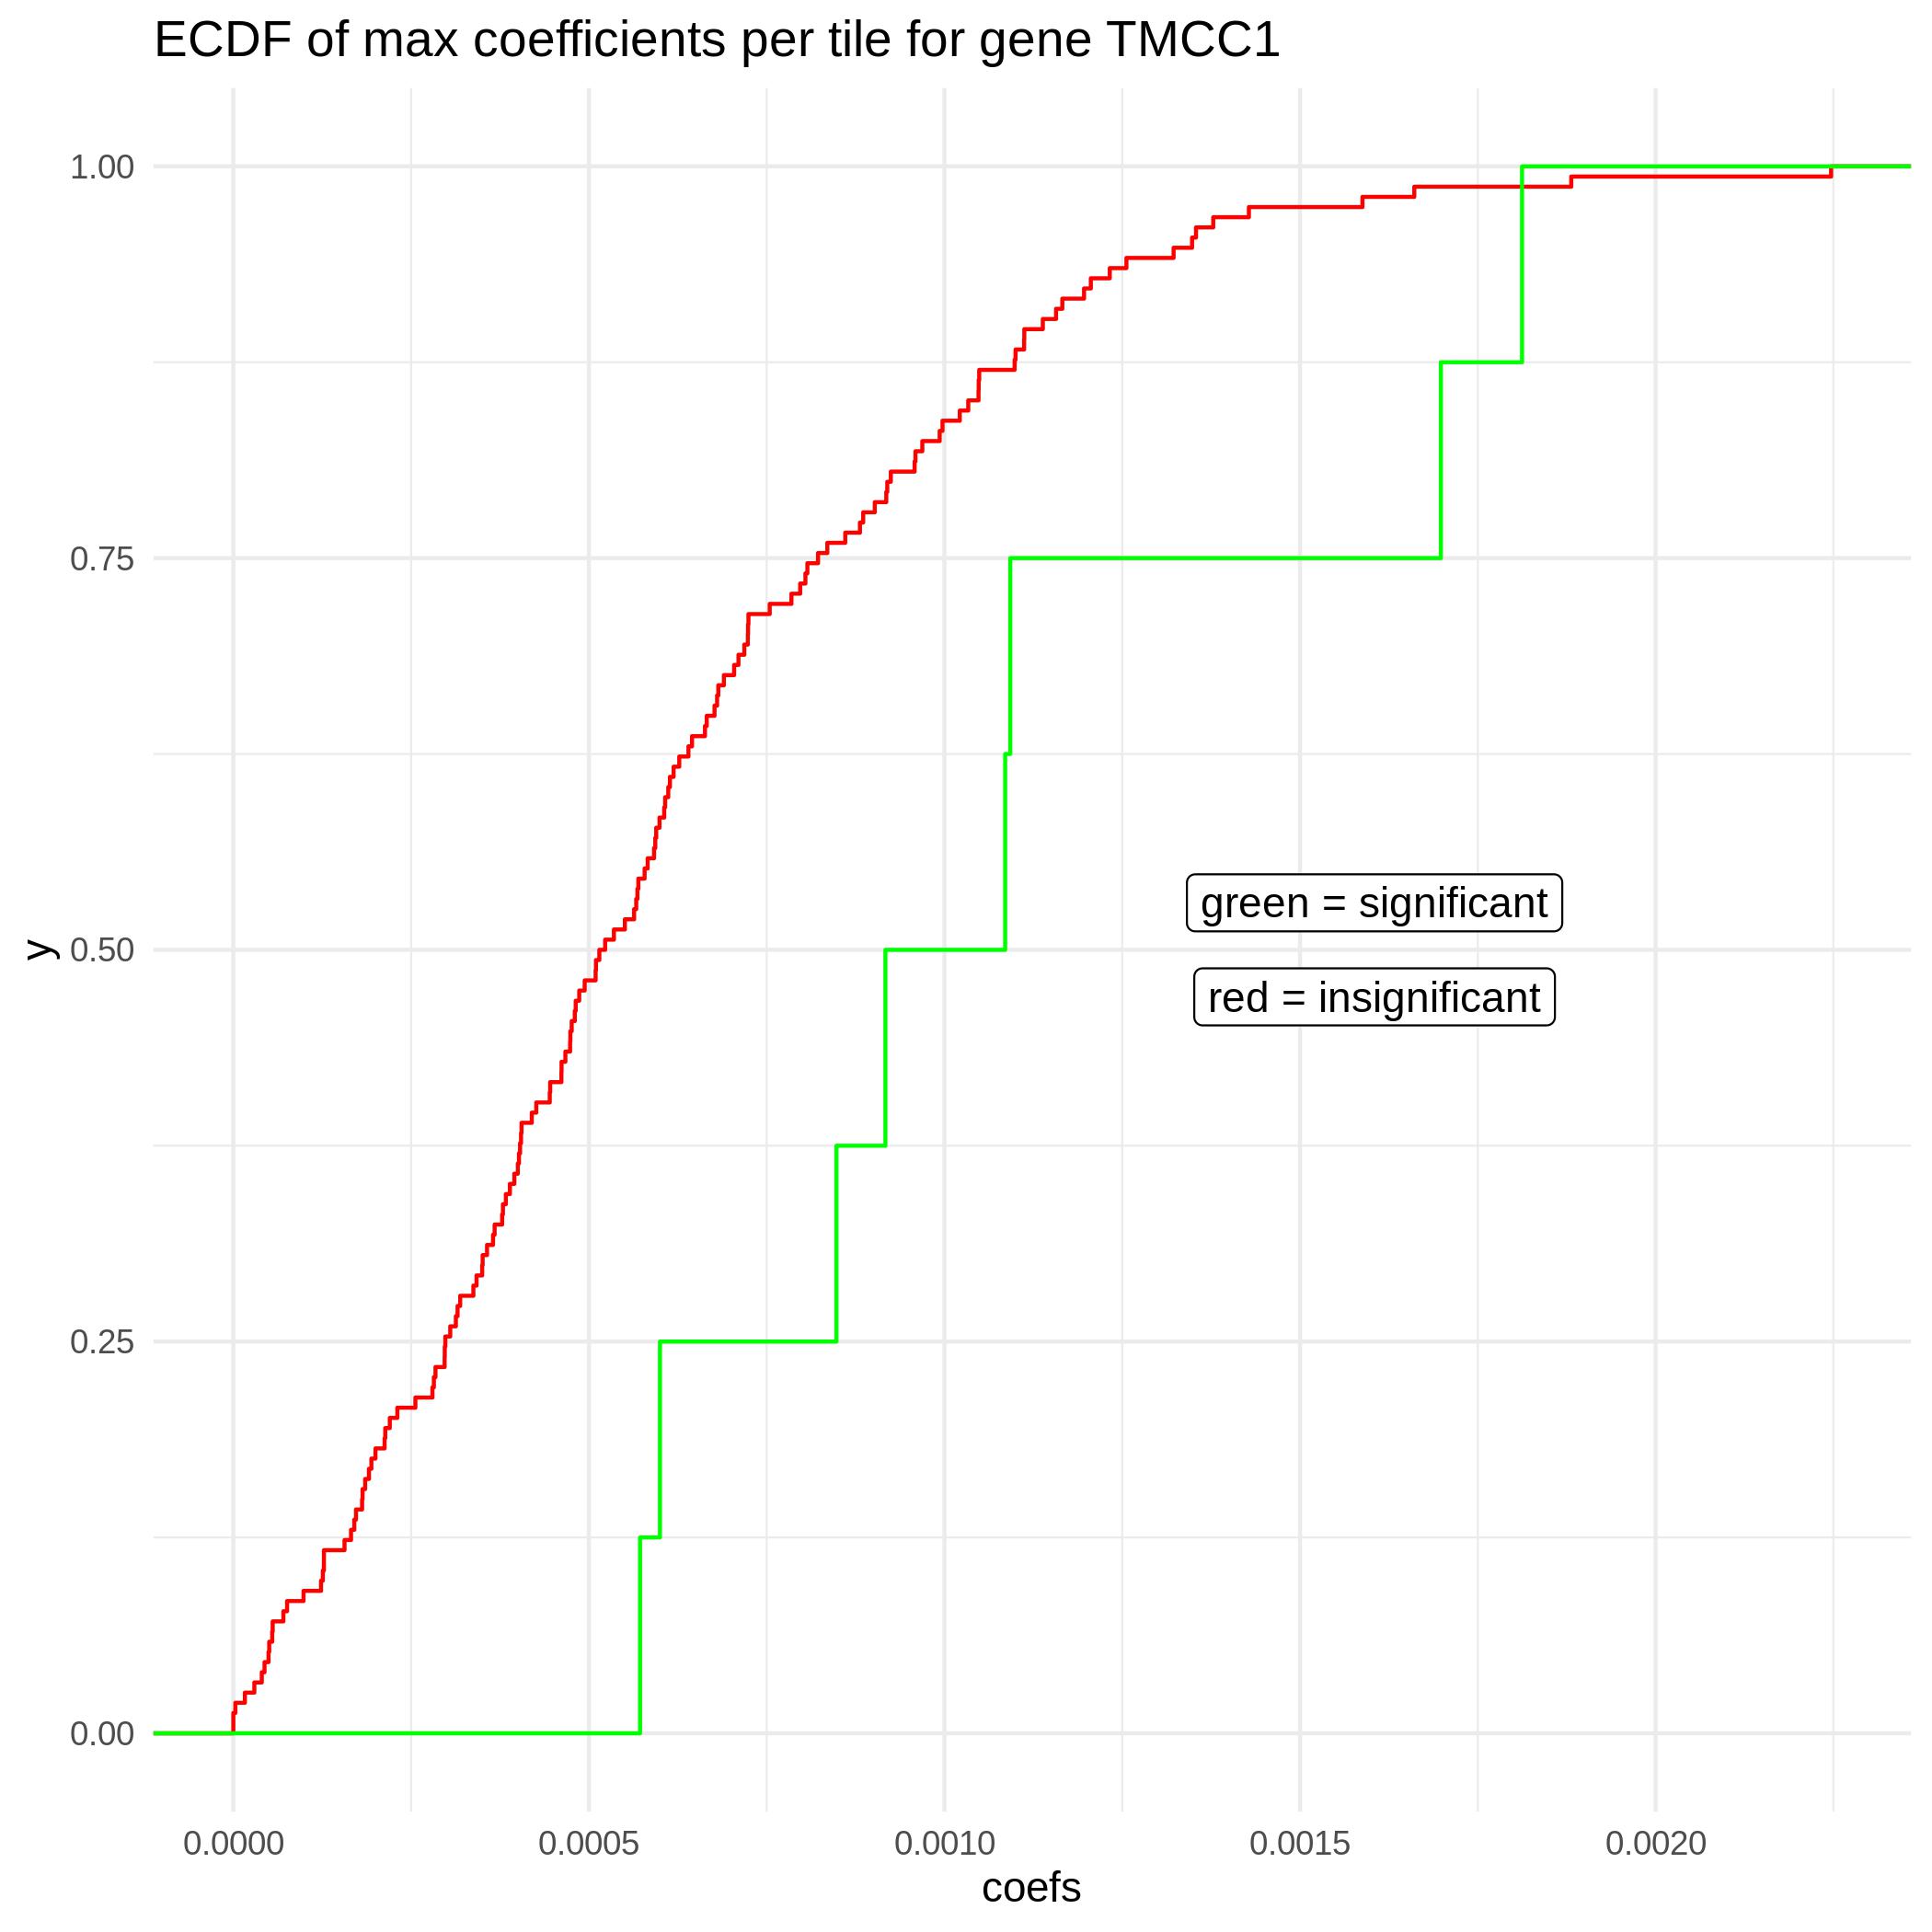 ECDF of max coefficients per tile for gene TMCC1
1.00
0.75
0.50
0.25
0.00
y
green = significant
red = insignificant
0.0000 0.0005 0.0010 0.0015 0.0020
coefs